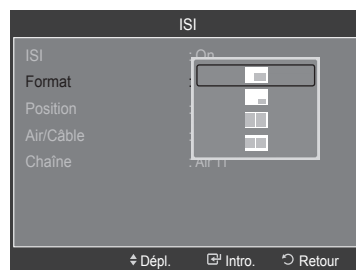 ISI
ISI : On
Format :
Position :
Air/Câble :
Chaîne : Air 11
Dépl. Intro. Retour